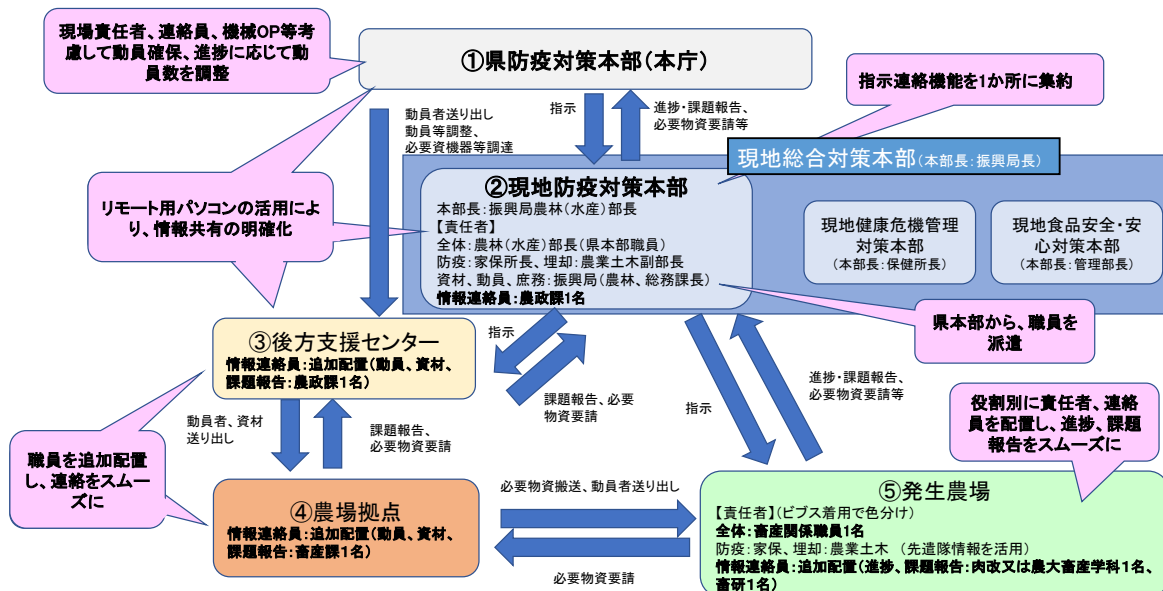 現場責任者、連絡員、機械OP等考
慮して動員確保、進捗に応じて動
員数を調整
①県防疫対策本部(本庁)
指示連絡機能を1か所に集約
動員者送り出し
動員等調整、
必要資機器等調達
指示
進捗・課題報告、
必要物資要請等
現地総合対策本部(本部長:振興局長)
リモート用パソコンの活用によ
り、情報共有の明確化
②現地防疫対策本部
本部長:振興局農林(水産)部長
【責任者】
全体:農林(水産)部長(県本部職員)
防疫:家保所長、埋却:農業土木副部長
資材、動員、庶務:振興局(農林、総務課長)
情報連絡員:農政課1名
現地健康危機管理
対策本部
(本部長:保健所長)
現地食品安全・安
心対策本部
(本部長:管理部長)
県本部から、職員を
派遣
③後方支援センター
情報連絡員:追加配置(動員、資材、
課題報告:農政課1名)
指示
課題報告、必要
物資要請
指示
進捗・課題報告、
必要物資要請等
役割別に責任者、連絡
員を配置し、進捗、課題
報告をスムーズに
動員者、資材
送り出し
課題報告、
必要物資要請
職員を追加配置
し、連絡をスムー
ズに
④農場拠点
情報連絡員:追加配置(動員、資材、
課題報告:畜産課1名)
必要物資搬送、動員者送り出し
必要物資要請
⑤発生農場
【責任者】(ビブス着用で色分け)
全体:畜産関係職員1名
防疫:家保、埋却:農業土木 (先遣隊情報を活用)
情報連絡員:追加配置(進捗、課題報告:肉改又は農大畜産学科1名、
畜研1名)